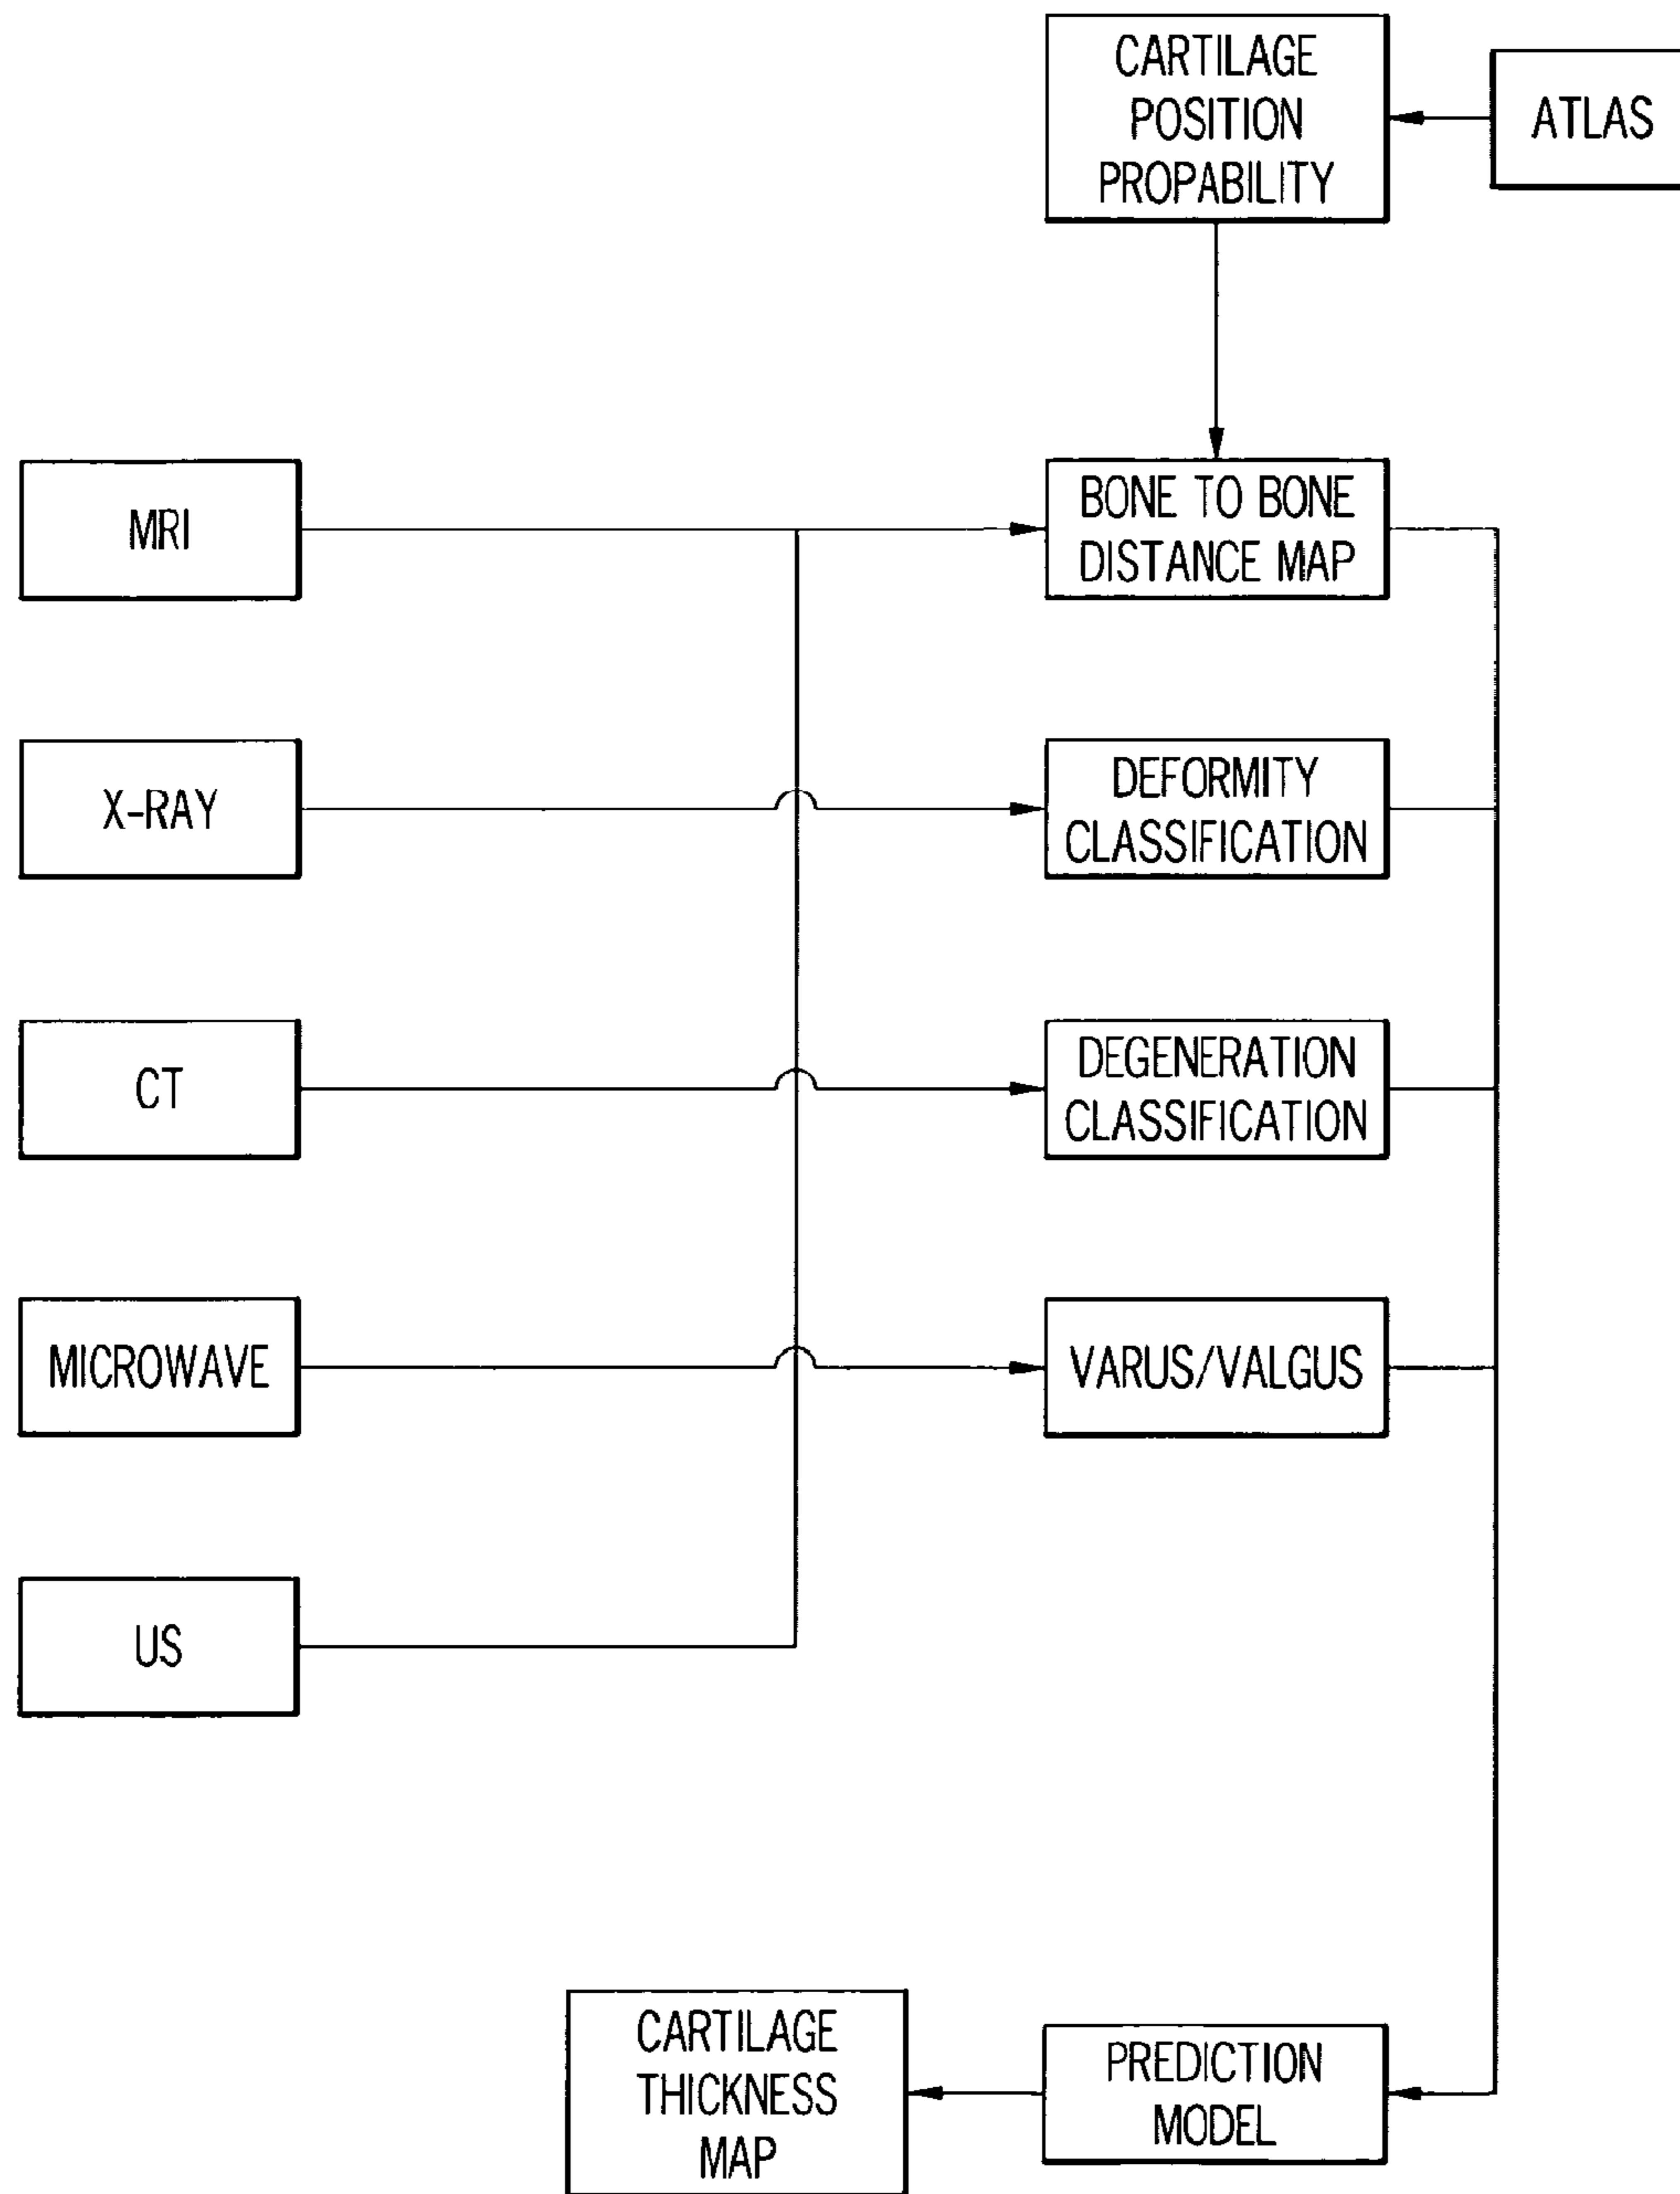 CARTILAGE
POSITION
PROPABILITY
ATLAS
MRI
BONE TO BONE
DISTANCE MAP
X-RAY
DEFORMITY
CLASSIFICATION
CT
DEGENERATION
CLASSIFICATION
MICROWAVE
VARUS/VALGUS
US
CARTILAGE
THICKNESS
MAP
PREDICTION
MODEL